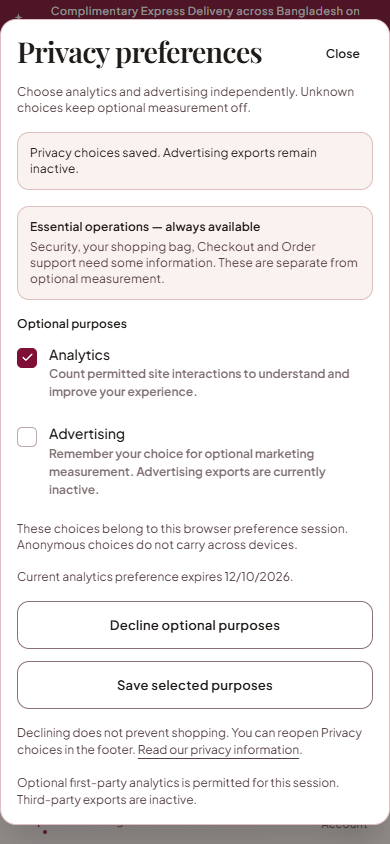 Complimentary Express Delivery across Bangladesh on
Privacy preferences
Close
Choose analytics and advertising independently. Unknown
choices keep optional measurement off.
Privacy choices saved. Advertising exports remain
inactive.
Essential operations — always available
Security, your shopping bag, Checkout and Order
support need some information. These are separate from
optional measurement.
Optional purposes
Analytics
Count permitted site interactions to understand and
improve your experience.
Advertising
Remember your choice for optional marketing
measurement. Advertising exports are currently
inactive.
These choices belong to this browser preference session.
Anonymous choices do not carry across devices.
Current analytics preference expires 12/10/2026.
Decline optional purposes
Save selected purposes
Declining does not prevent shopping. You can reopen Privacy
choices in the footer. Read our privacy information.
Optional first-party analytics is permitted for this session.
Third-party exports are inactive.
Account